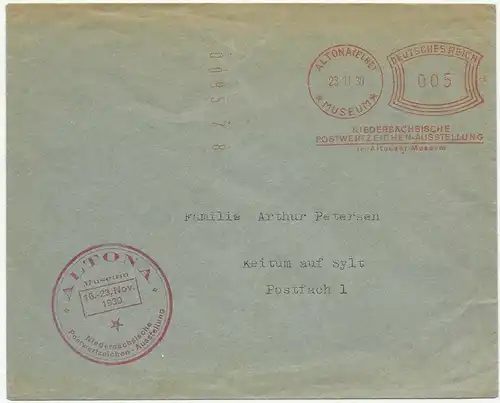 ALTONA(ELBE)
23.11.30
* MUSEUM *
DEUTSCHES REICH
005
NIEDERSÄCHSISCHE
POSTWERTZEICHEN-AUSSTELLUNG
im Altonaer Museum
Familie Arthur Petersen
Keitum auf Sylt
Postfach 1
* ALTONA *
Museum
16.-23. Nov.
1930
Niedersächsische
Postwertzeichen-Ausstellung